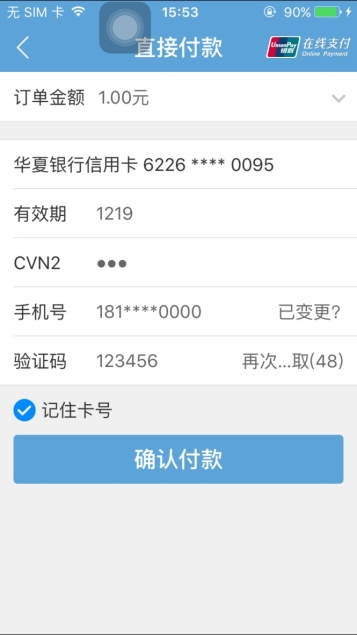 无 SIM 卡 15:53 90%
直接付款 UnionPay 银联 在线支付 Online Payment
订单金额 1.00元
华夏银行信用卡 6226 **** 0095
有效期 1219
CVN2 ●●●
手机号 181****0000 已变更?
验证码 123456 再次...取(48)
记住卡号
确认付款